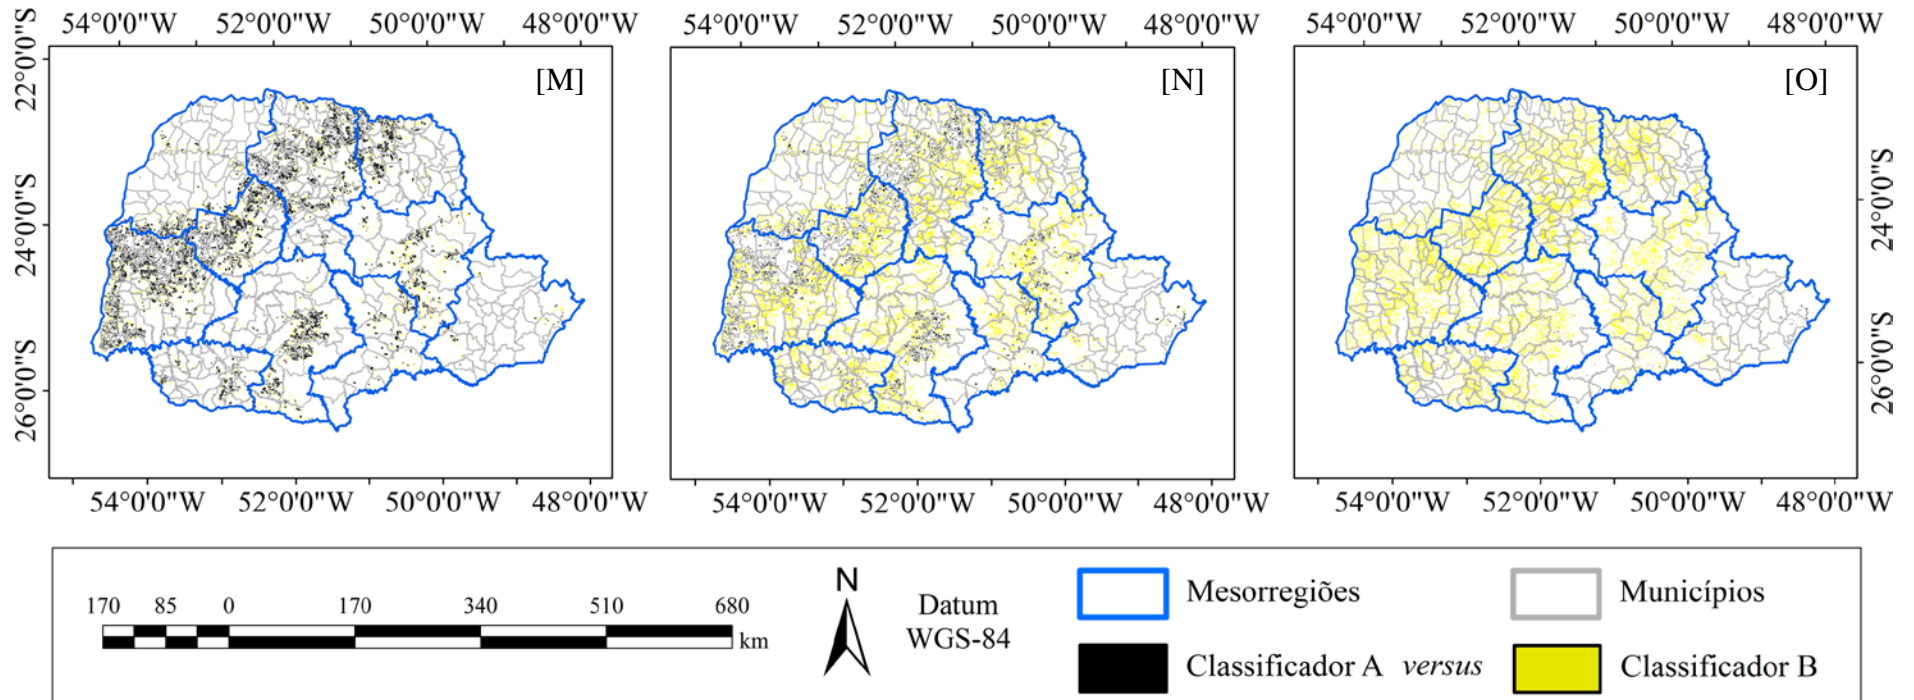 54°0'0"W 52°0'0"W 50°0'0"W 48°0'0"W 54°0'0"W 52°0'0"W 50°0'0"W 48°0'0"W 54°0'0"W 52°0'0"W 50°0'0"W 48°0'0"W
[M] [N] [O]
22°0'0"S
24°0'0"S 24°0'0"S
26°0'0"S 26°0'0"S
54°0'0"W 52°0'0"W 50°0'0"W 48°0'0"W 54°0'0"W 52°0'0"W 50°0'0"W 48°0'0"W 54°0'0"W 52°0'0"W 50°0'0"W 48°0'0"W
170 85 0 170 340 510 680
km
N
Datum
WGS-84
Mesorregiões Municípios
Classificador A versus Classificador B